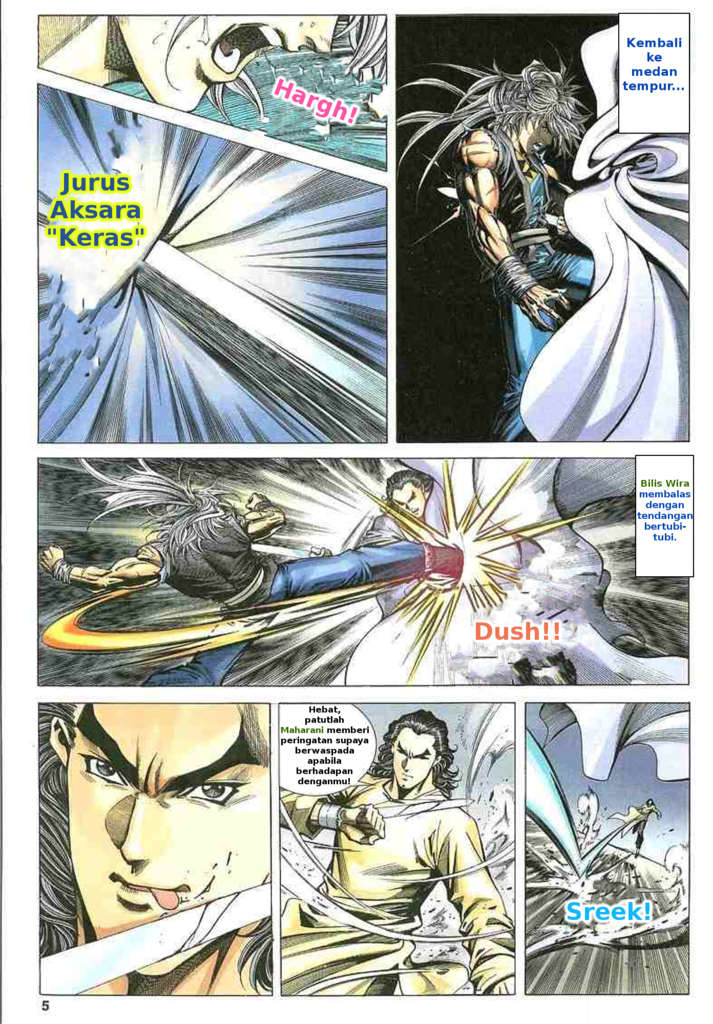 Hargh!
Kembali
ke
medan
tempur...
Jurus
Aksara
"Keras"
Bilis Wira
membalas
dengan
tendangan
bertubi-
tubi.
Dush!!
Hebat,
patutlah
Maharani memberi
peringatan supaya
berwaspada
apabila
berhadapan
denganmu!
Sreek!
5